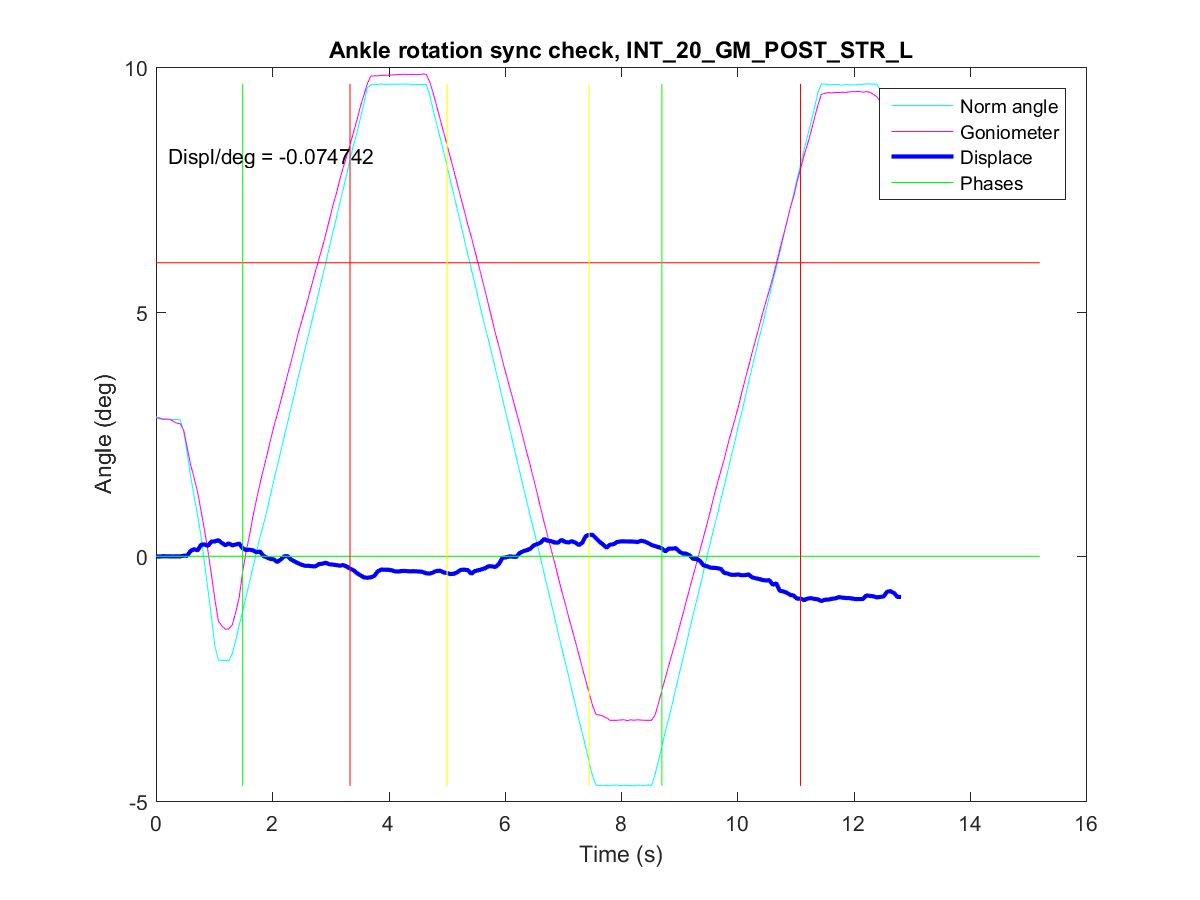 Ankle rotation sync check, INT_20_GM_POST_STR_L
10
5
0
-5
Angle (deg)
Displ/deg = -0.074742
Norm angle
Goniometer
Displace
Phases
0 2 4 6 8 10 12 14 16
Time (s)